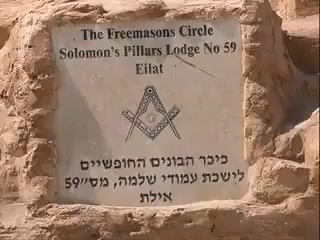 The Freemasons Circle
Solomon's Pillars Lodge No 59
Eilat
G
כיכר הבונים החופשיים
לישכת עמודי שלמה, מס״59
אילת